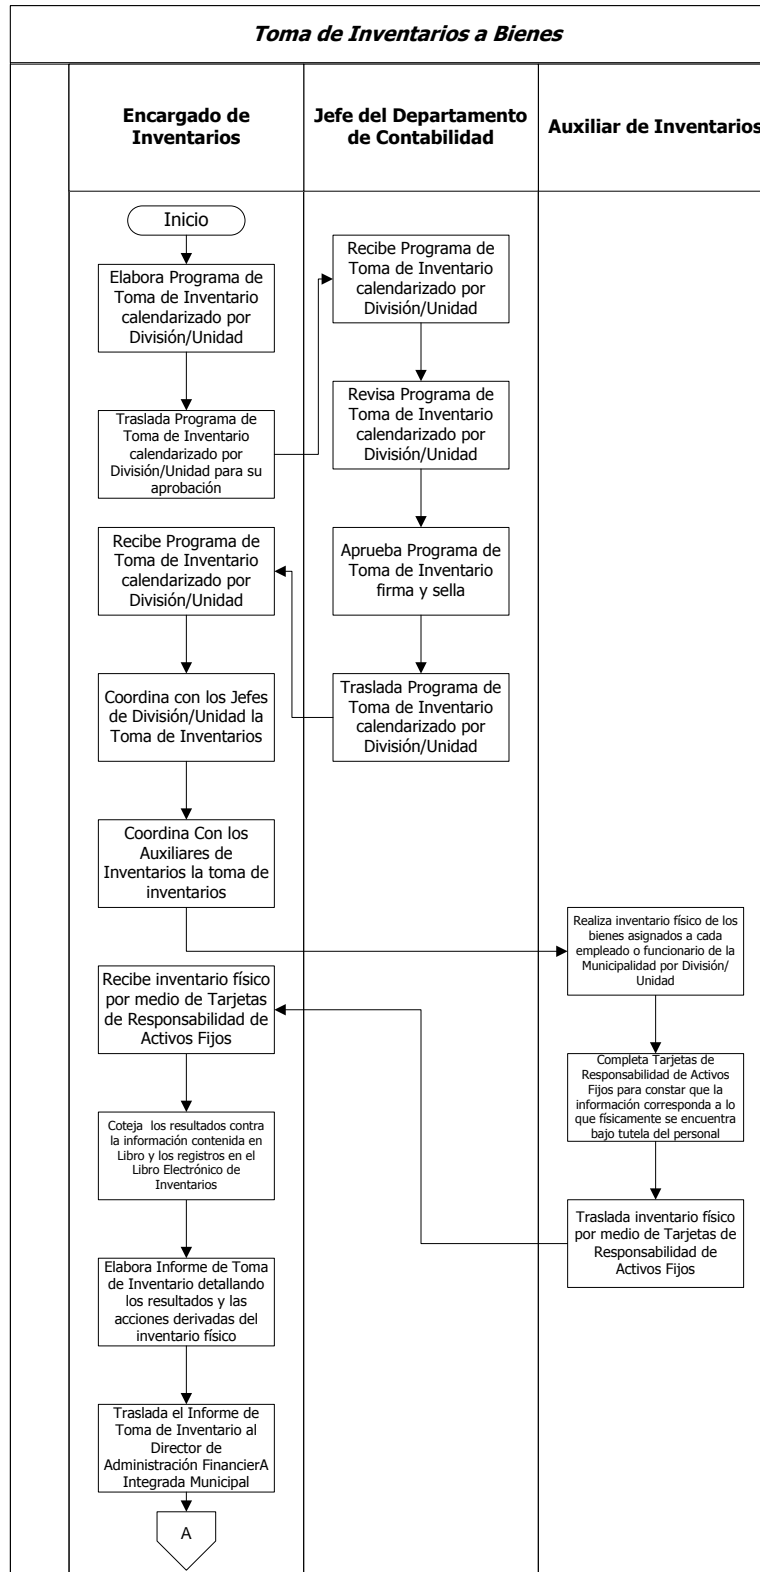 Toma de Inventarios a Bienes
Encargado de
Inventarios
Jefe del Departamento
de Contabilidad
Auxiliar de Inventarios
Inicio
Elabora Programa de
Toma de Inventario
calendarizado por
División/Unidad
Traslada Programa de
Toma de Inventario
calendarizado por
División/Unidad para su
aprobación
Recibe Programa de
Toma de Inventario
calendarizado por
División/Unidad
Revisa Programa de
Toma de Inventario
calendarizado por
División/Unidad
Aprueba Programa de
Toma de Inventario
firma y sella
Traslada Programa de
Toma de Inventario
calendarizado por
División/Unidad
Recibe Programa de
Toma de Inventario
calendarizado por
División/Unidad
Coordina con los Jefes
de División/Unidad la
Toma de Inventarios
Coordina Con los
Auxiliares de
Inventarios la toma de
inventarios
Realiza inventario físico de los
bienes asignados a cada
empleado o funcionario de la
Municipalidad por División/
Unidad
Completa Tarjetas de
Responsabilidad de Activos
Fijos para constar que la
información corresponda a lo
que físicamente se encuentra
bajo tutela del personal
Traslada inventario físico
por medio de Tarjetas de
Responsabilidad de
Activos Fijos
Recibe inventario físico
por medio de Tarjetas
de Responsabilidad de
Activos Fijos
Coteja los resultados contra
la información contenida en
Libro y los registros en el
Libro Electrónico de
Inventarios
Elabora Informe de Toma
de Inventario detallando
los resultados y las
acciones derivadas del
inventario físico
Traslada el Informe de
Toma de Inventario al
Director de
Administración FinancierA
Integrada Municipal
A